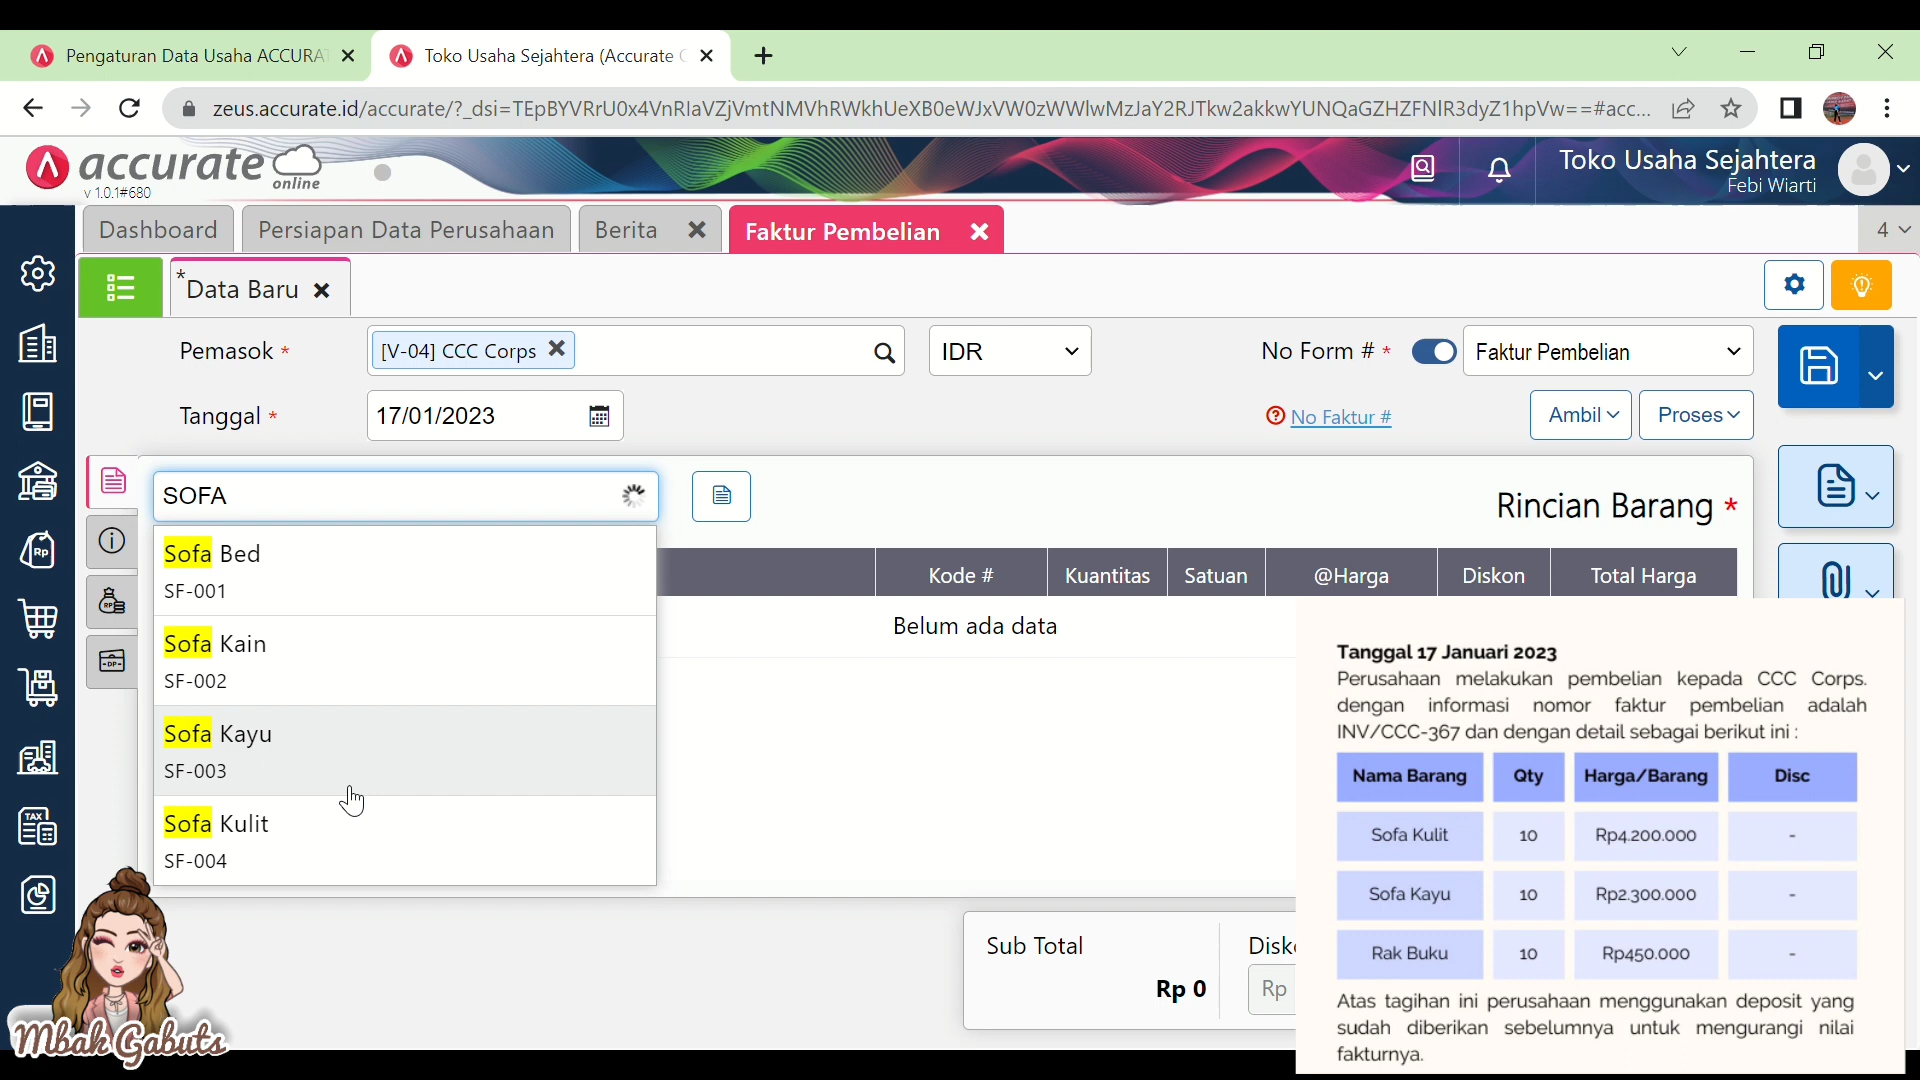 Pengaturan Data Usaha ACCURAT
Toko Usaha Sejahtera (Accurate
zeus.accurate.id/accurate/?_dsi=TEpBYVRrU0x4VnRIaVZjVmtNMVhRWkhUeXB0eWJxVW0zWWlwMzJaY2RJTkw2akkwYUNQaGZHZFNlR3dyZ1hpVw==#acc...
accurate
online
v 1.0.1#680
Toko Usaha Sejahtera
Febi Wiarti
Dashboard
Persiapan Data Perusahaan
Berita
Faktur Pembelian
4
*Data Baru
Pemasok *
[V-04] CCC Corps
IDR
No Form # *
Faktur Pembelian
Tanggal *
17/01/2023
No Faktur #
Ambil
Proses
SOFA
Rincian Barang *
Sofa Bed
SF-001
Sofa Kain
SF-002
Sofa Kayu
SF-003
Sofa Kulit
SF-004
Kode # Kuantitas Satuan @Harga Diskon Total Harga
Belum ada data
Sub Total
Rp 0
Disk
Rp
Tanggal 17 Januari 2023
Perusahaan melakukan pembelian kepada CCC Corps.
dengan informasi nomor faktur pembelian adalah
INV/CCC-367 dan dengan detail sebagai berikut ini :
Nama Barang Qty Harga/Barang Disc
Sofa Kulit 10 Rp4.200.000 -
Sofa Kayu 10 Rp2.300.000 -
Rak Buku 10 Rp450.000 -
Atas tagihan ini perusahaan menggunakan deposit yang
sudah diberikan sebelumnya untuk mengurangi nilai
fakturnya.
Mbak Gabuts